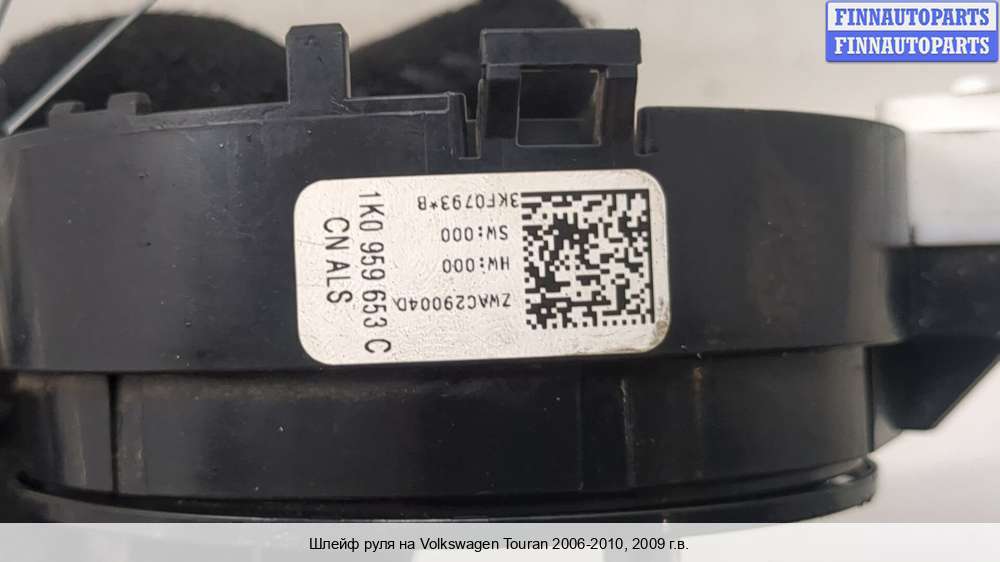 FINNAUTOPARTS
FINNAUTOPARTS
1K0 959 653 C
CN ALS
3KF0793*B
SW:000
HW:000
ZWAC29004D
Шлейф руля на Volkswagen Touran 2006-2010, 2009 г.в.